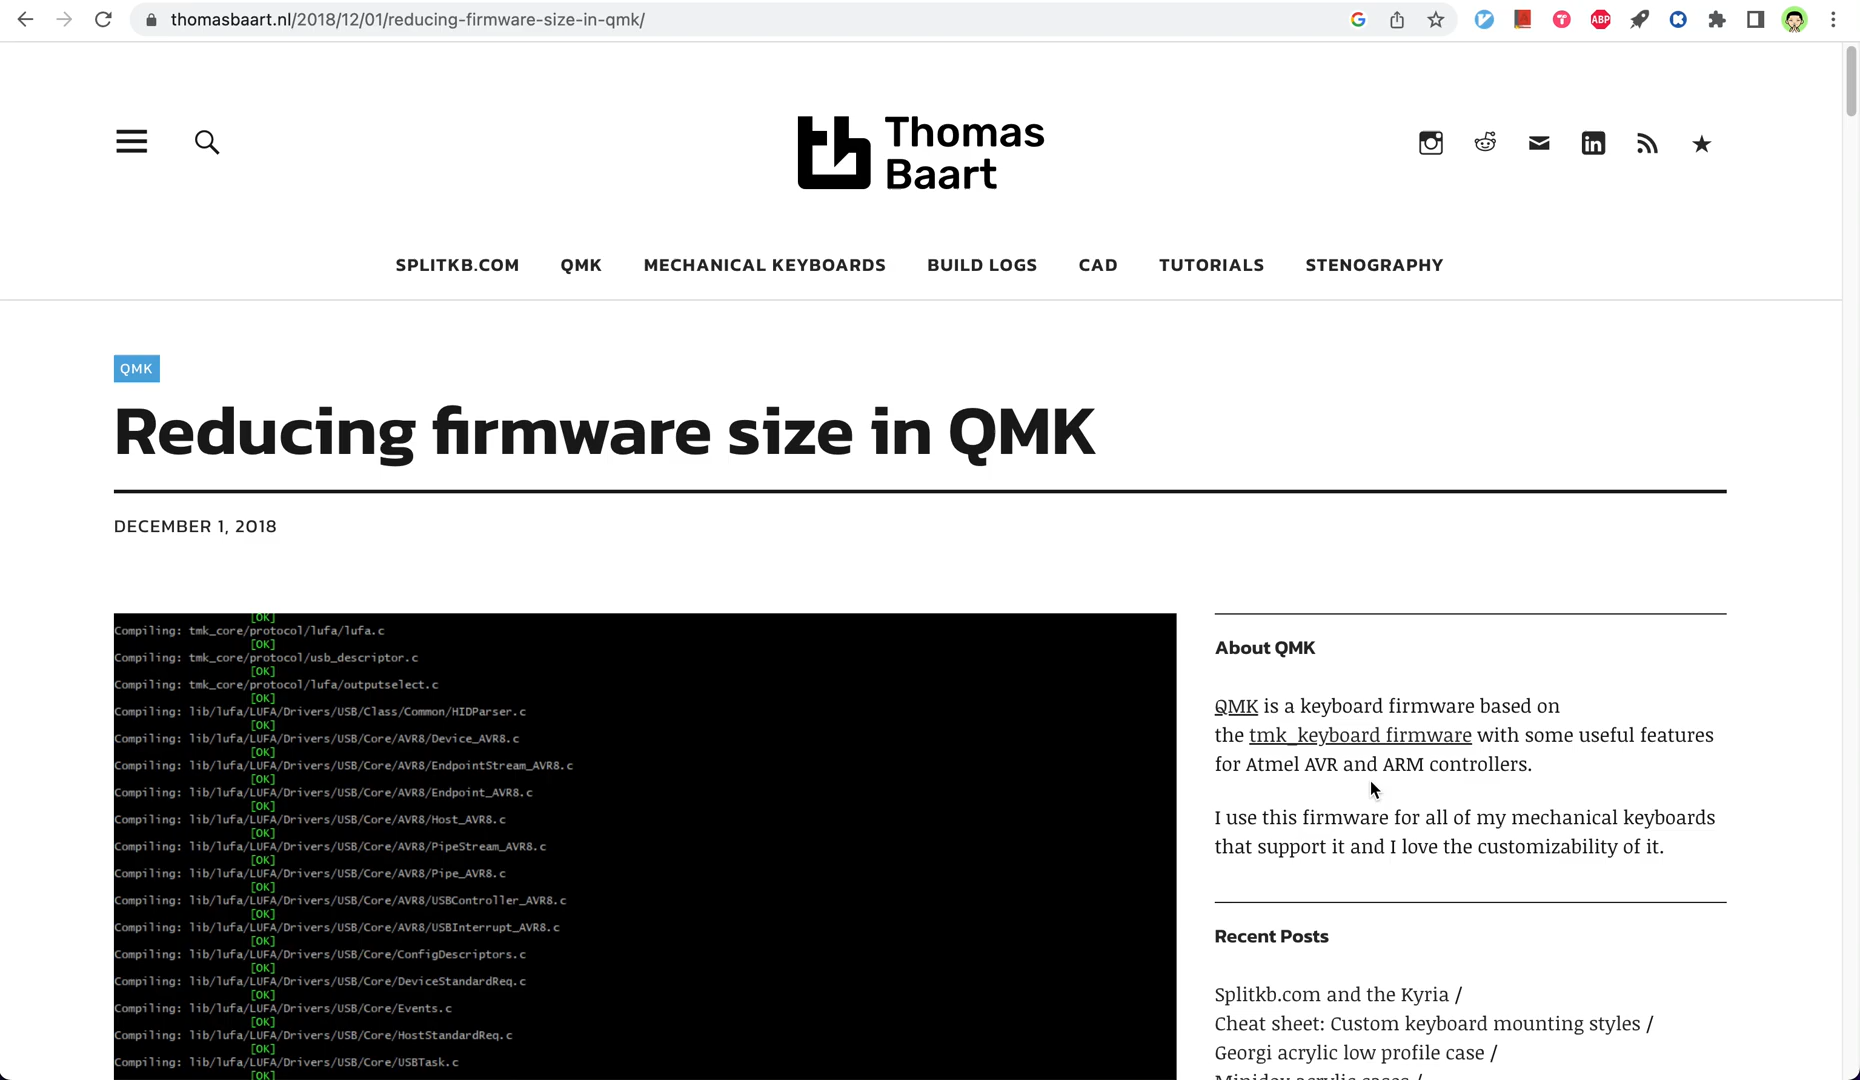 thomasbaart.nl/2018/12/01/reducing-firmware-size-in-qmk/
ABP
Thomas
Baart
SPLITKB.COM QMK MECHANICAL KEYBOARDS BUILD LOGS CAD TUTORIALS STENOGRAPHY
QMK
Reducing firmware size in QMK
DECEMBER 1, 2018
[OK]
Compiling: tmk_core/protocol/lufa/lufa.c
[OK]
Compiling: tmk_core/protocol/usb_descriptor.c
[OK]
Compiling: tmk_core/protocol/lufa/outputselect.c
[OK]
Compiling: lib/lufa/LUFA/Drivers/USB/Class/Common/HIDParser.c
[OK]
Compiling: lib/lufa/LUFA/Drivers/USB/Core/AVR8/Device_AVR8.c
[OK]
Compiling: lib/lufa/LUFA/Drivers/USB/Core/AVR8/EndpointStream_AVR8.c
[OK]
Compiling: lib/lufa/LUFA/Drivers/USB/Core/AVR8/Endpoint_AVR8.c
[OK]
Compiling: lib/lufa/LUFA/Drivers/USB/Core/AVR8/Host_AVR8.c
[OK]
Compiling: lib/lufa/LUFA/Drivers/USB/Core/AVR8/PipeStream_AVR8.c
[OK]
Compiling: lib/lufa/LUFA/Drivers/USB/Core/AVR8/Pipe_AVR8.c
[OK]
Compiling: lib/lufa/LUFA/Drivers/USB/Core/AVR8/USBController_AVR8.c
[OK]
Compiling: lib/lufa/LUFA/Drivers/USB/Core/AVR8/USBInterrupt_AVR8.c
[OK]
Compiling: lib/lufa/LUFA/Drivers/USB/Core/ConfigDescriptors.c
[OK]
Compiling: lib/lufa/LUFA/Drivers/USB/Core/DeviceStandardReq.c
[OK]
Compiling: lib/lufa/LUFA/Drivers/USB/Core/Events.c
[OK]
Compiling: lib/lufa/LUFA/Drivers/USB/Core/HostStandardReq.c
[OK]
Compiling: lib/lufa/LUFA/Drivers/USB/Core/USBTask.c
[OK]
About QMK
QMK is a keyboard firmware based on
the tmk_keyboard firmware with some useful features
for Atmel AVR and ARM controllers.
I use this firmware for all of my mechanical keyboards
that support it and I love the customizability of it.
Recent Posts
Splitkb.com and the Kyria /
Cheat sheet: Custom keyboard mounting styles /
Georgi acrylic low profile case /